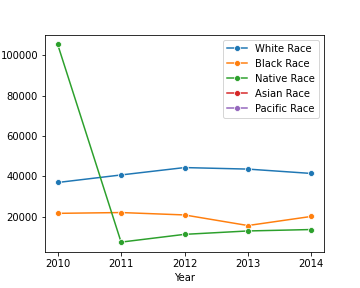 White Race
Black Race
Native Race
Asian Race
Pacific Race
100000
80000
60000
40000
20000
2010 2011 2012 2013 2014
Year